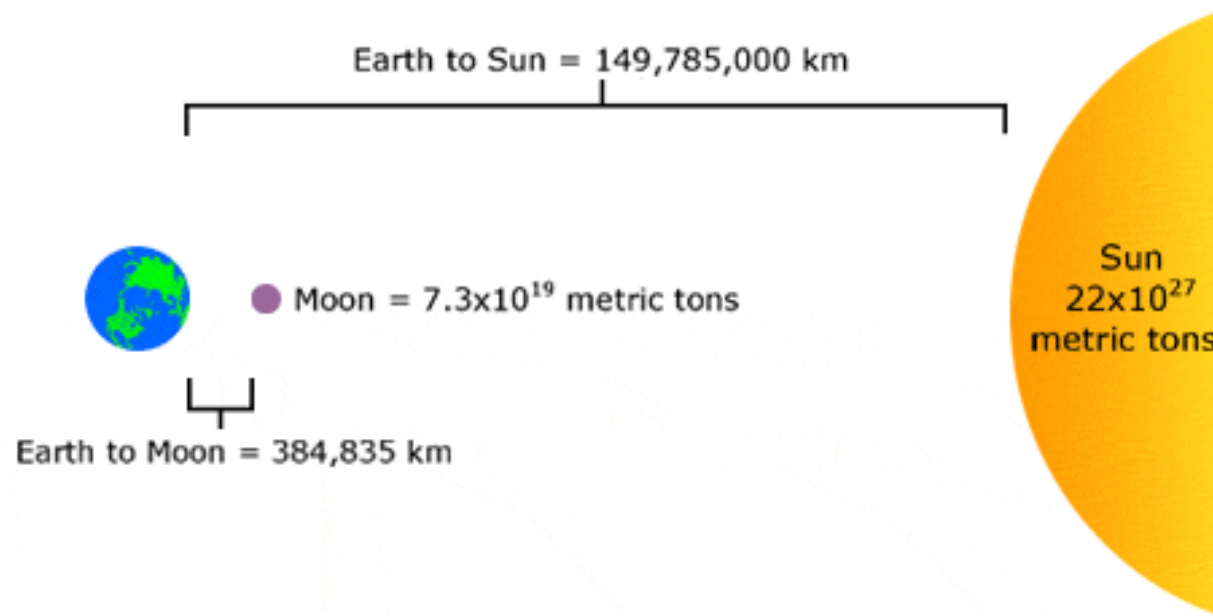 Earth to Sun = 149,785,000 km
Moon = 7.3x10¹⁹ metric tons
Sun
22x10²⁷
metric tons
Earth to Moon = 384,835 km